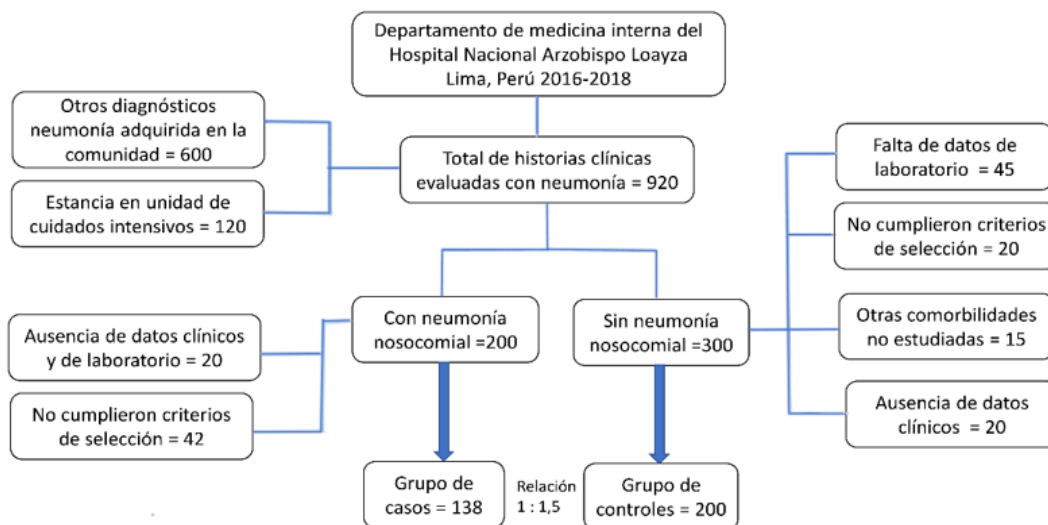 Departamento de medicina interna del
Hospital Nacional Arzobispo Loayza
Lima, Perú 2016-2018
Otros diagnósticos
neumonía adquirida en la
comunidad = 600
Estancia en unidad de
cuidados intensivos = 120
Total de historias clínicas
evaluadas con neumonía = 920
Falta de datos de
laboratorio = 45
No cumplieron criterios
de selección = 20
Otras comorbilidades
no estudiadas = 15
Ausencia de datos
clínicos = 20
Con neumonía
nosocomial =200
Sin neumonía
nosocomial =300
Ausencia de datos clínicos
y de laboratorio = 20
No cumplieron criterios
de selección = 42
Grupo de
casos = 138
Relación
1 : 1,5
Grupo de
controles = 200